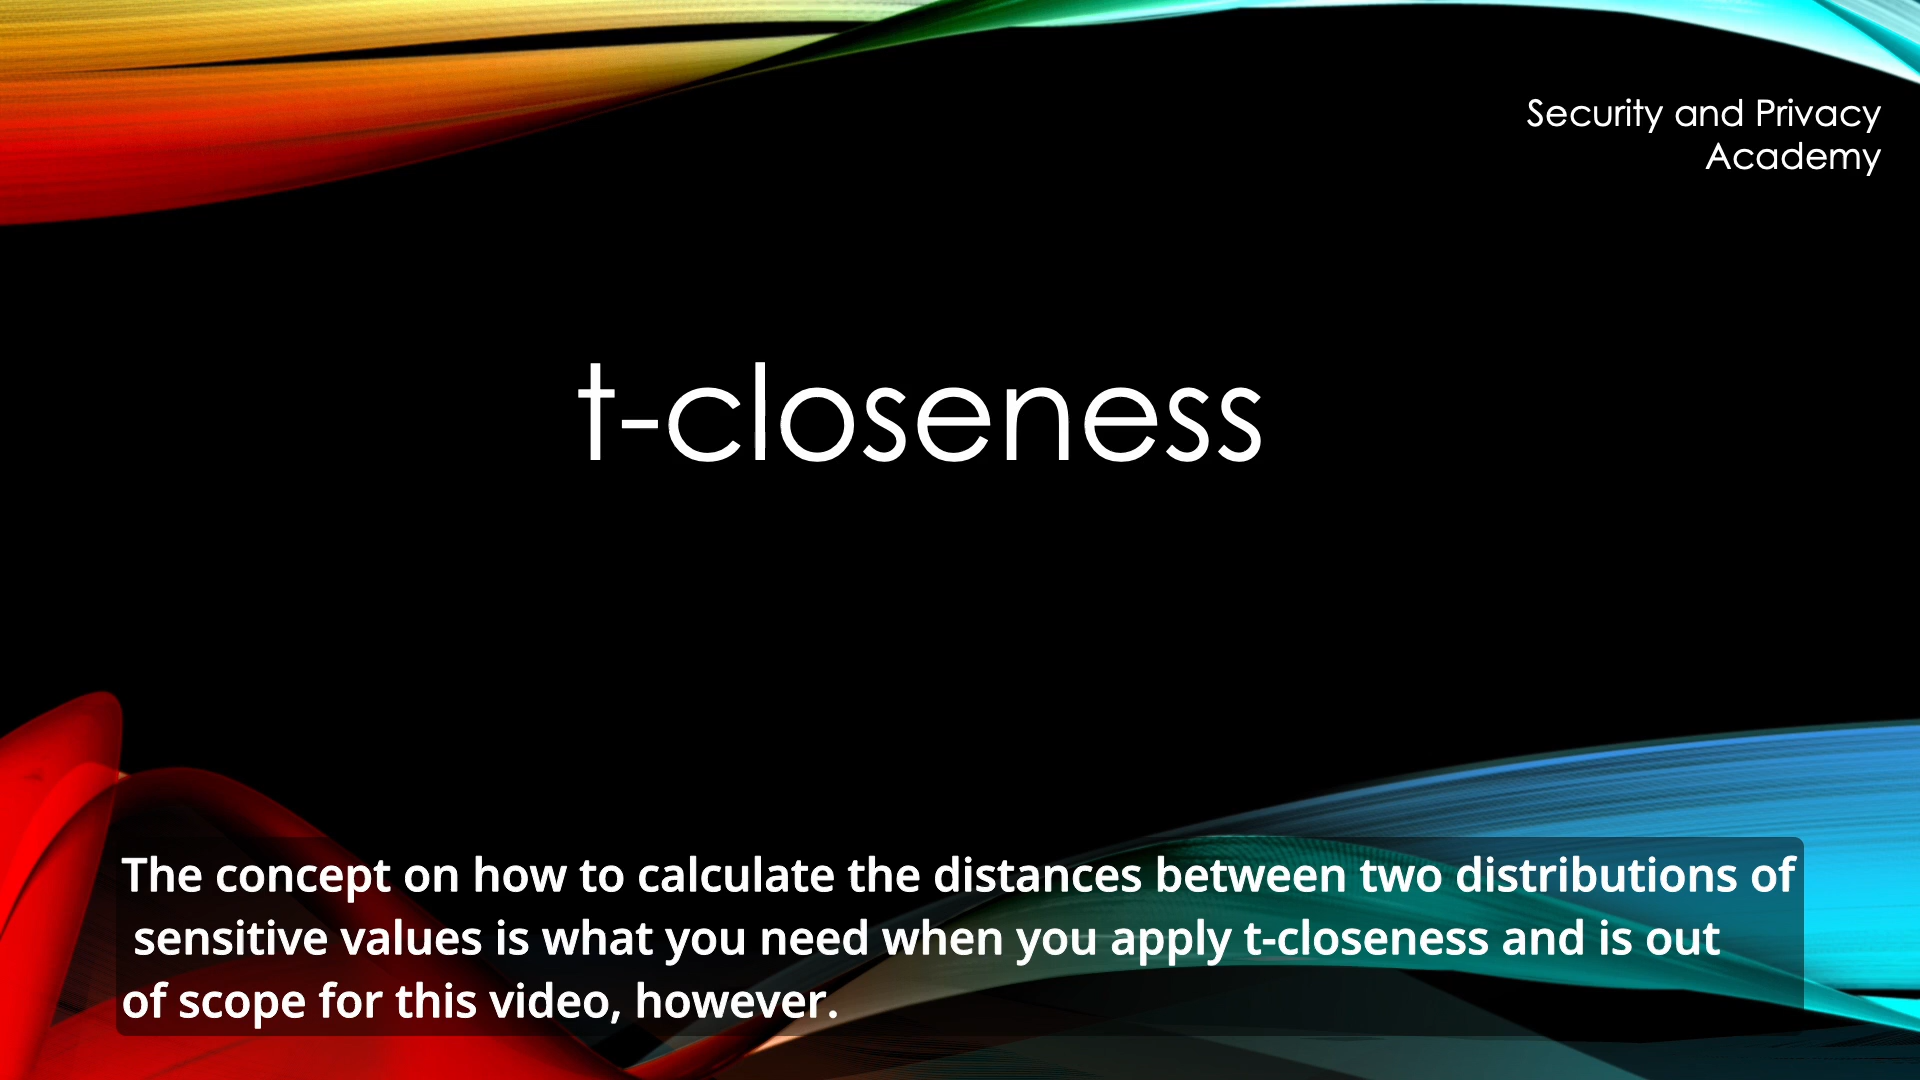 Security and Privacy
Academy
t-closeness
The concept on how to calculate the distances between two distributions of
sensitive values is what you need when you apply t-closeness and is out
of scope for this video, however.